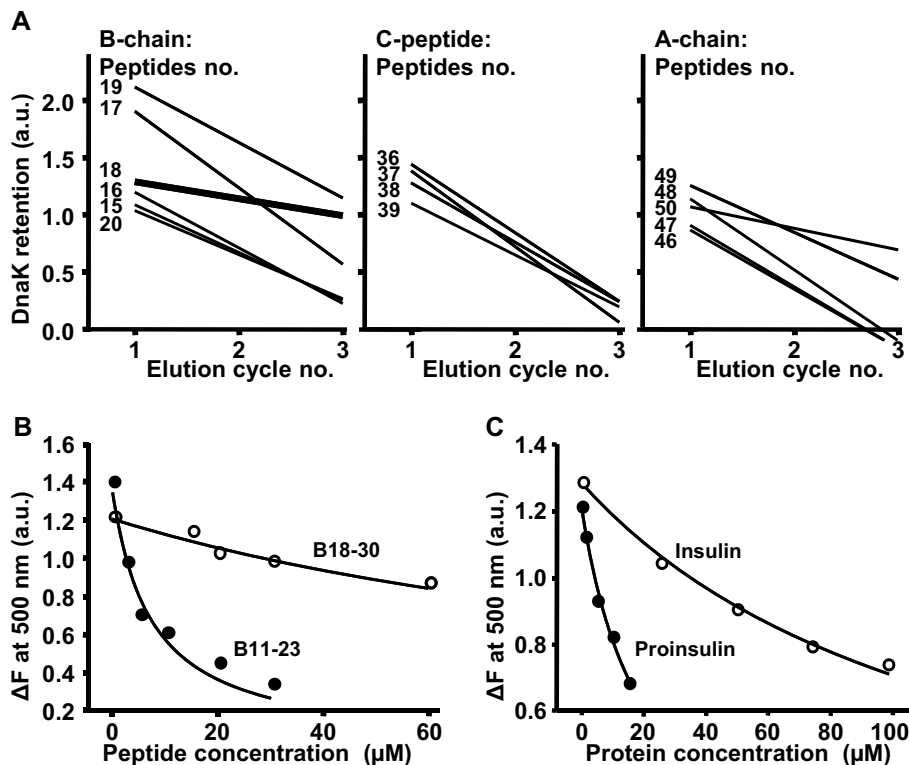 A
B-chain:
Peptides no.
C-peptide:
Peptides no.
A-chain:
Peptides no.
DnaK retention (a.u.)
2.0
1.5
1.0
0.5
0.0
19
17
18
16
15
20
36
37
38
39
49
48
50
47
46
1 2 3
1 2 3
1 2 3
Elution cycle no.
Elution cycle no.
Elution cycle no.
B
ΔF at 500 nm (a.u.)
1.6
1.4
1.2
1.0
0.8
0.6
0.4
0.2
B18-30
B11-23
0 20 40 60
Peptide concentration (µM)
C
ΔF at 500 nm (a.u.)
1.4
1.2
1.0
0.8
0.6
Insulin
Proinsulin
0 20 40 60 80 100
Protein concentration (µM)